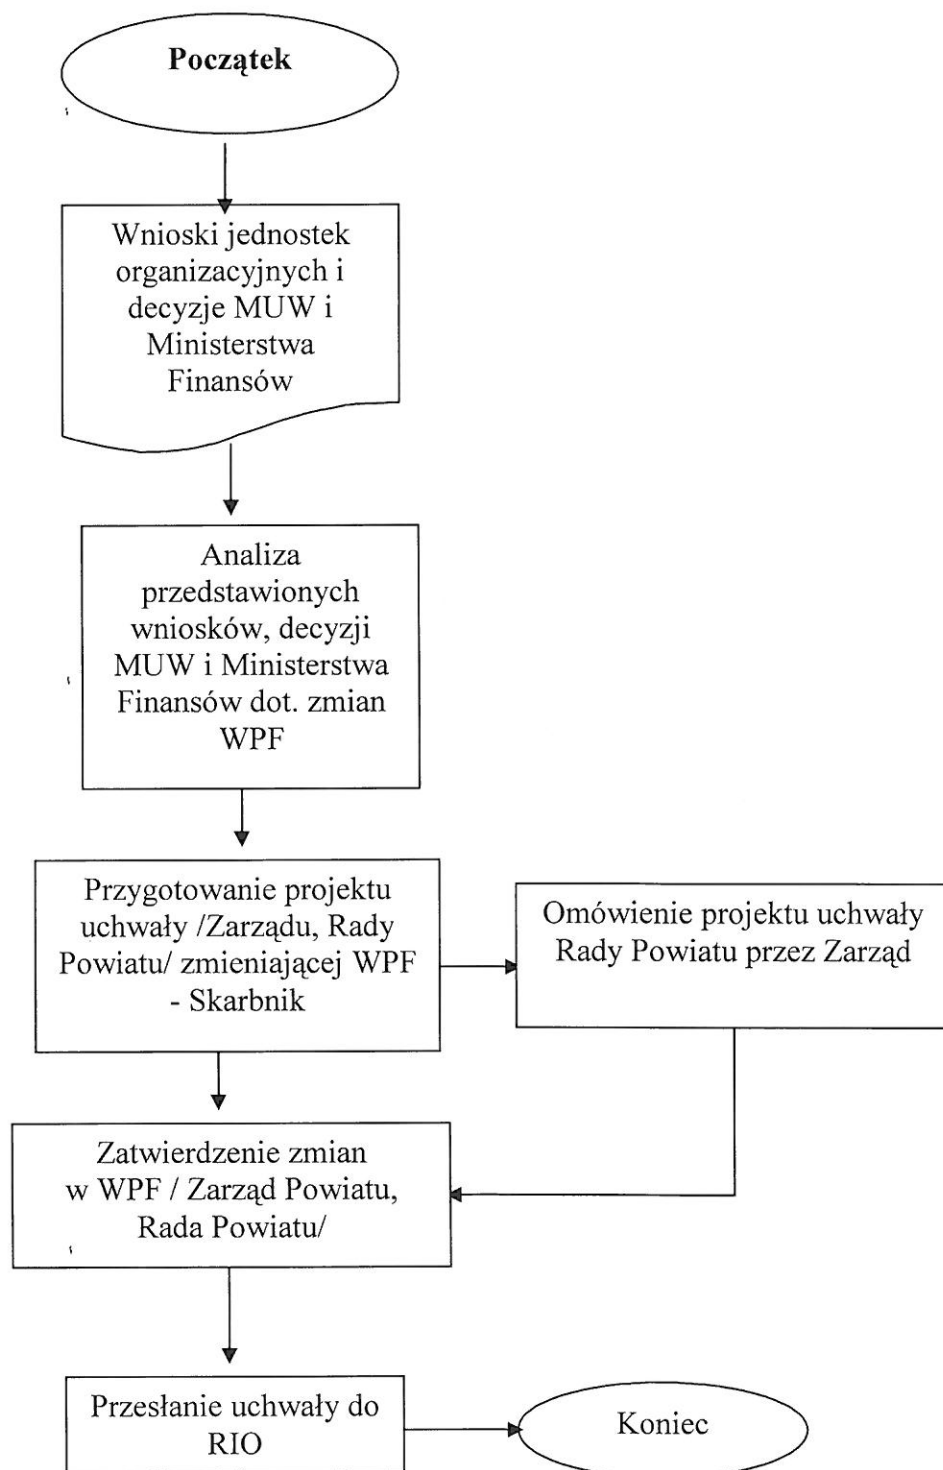 Początek
Wnioski jednostek
organizacyjnych i
decyzje MUW i
Ministerstwa
Finansów
Analiza
przedstawionych
wniosków, decyzji
MUW i Ministerstwa
Finansów dot. zmian
WPF
Przygotowanie projektu
uchwały /Zarządu, Rady
Powiatu/ zmieniającej WPF
- Skarbnik
Omówienie projektu uchwały
Rady Powiatu przez Zarząd
Zatwierdzenie zmian
w WPF / Zarząd Powiatu,
Rada Powiatu/
Przesłanie uchwały do
RIO
Koniec